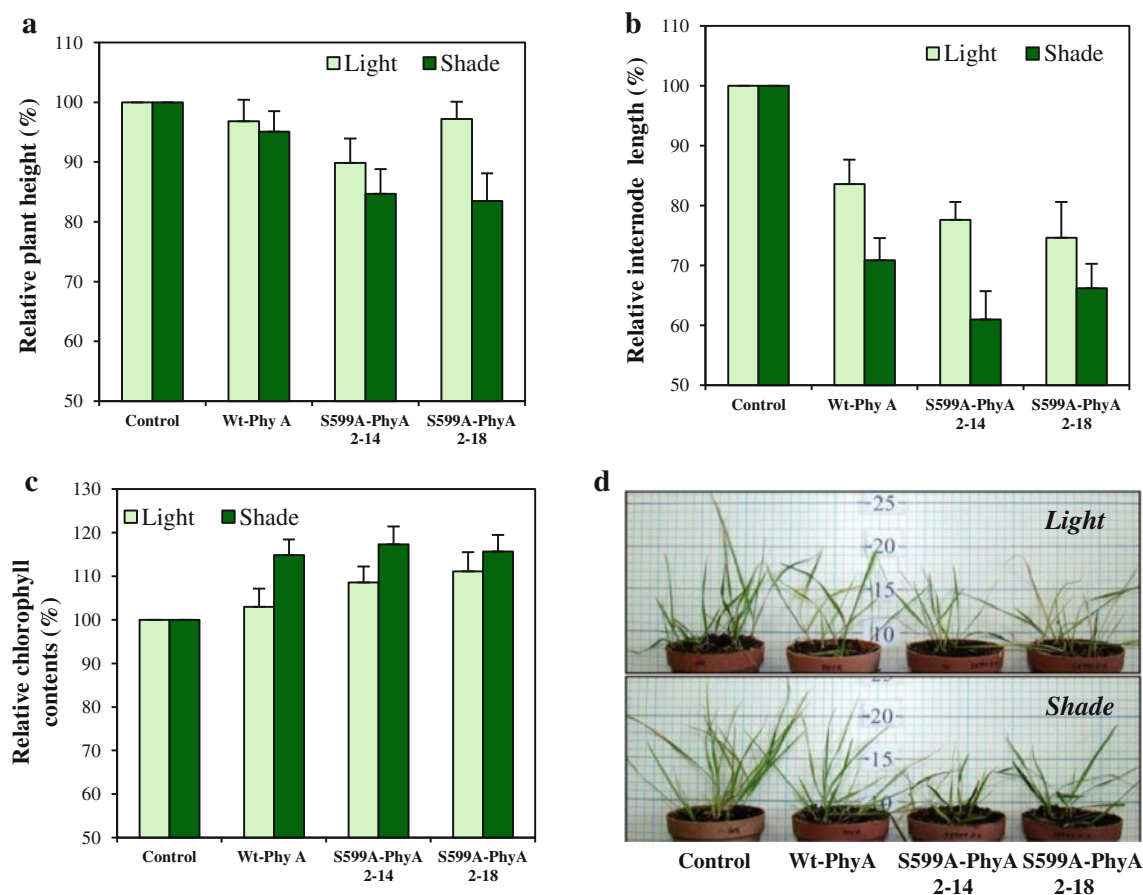 a
110
100
90
80
70
60
50
Relative plant height (%)
Light Shade
Control Wt-Phy A S599A-PhyA S599A-PhyA
2-14 2-18
b
110
100
90
80
70
60
50
Relative internode length (%)
Light Shade
Control Wt-Phy A S599A-PhyA S599A-PhyA
2-14 2-18
c
130
120
110
100
90
80
70
60
50
Relative chlorophyll
contents (%)
Light Shade
Control Wt-Phy A S599A-PhyA S599A-PhyA
2-14 2-18
d
25
Light
20
15
10
25
Shade
20
15
Control Wt-PhyA S599A-PhyA S599A-PhyA
2-14 2-18